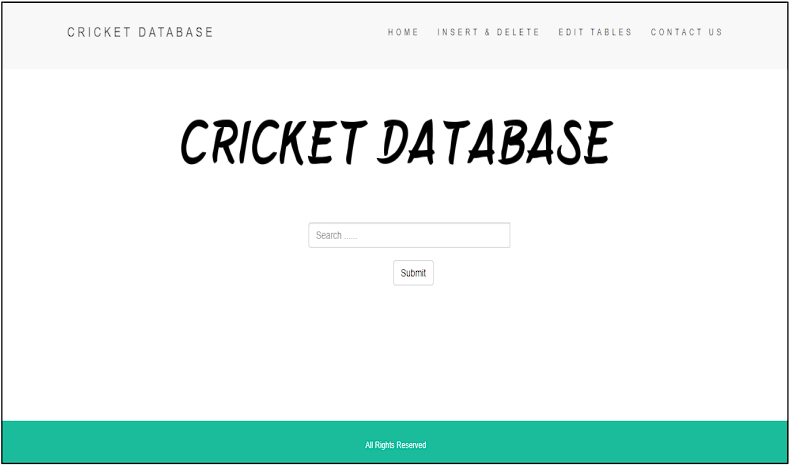 CRICKET DATABASE
HOME INSERT & DELETE EDIT TABLES CONTACT US
CRICKET DATABASE
Search ......
Submit
All Rights Reserved